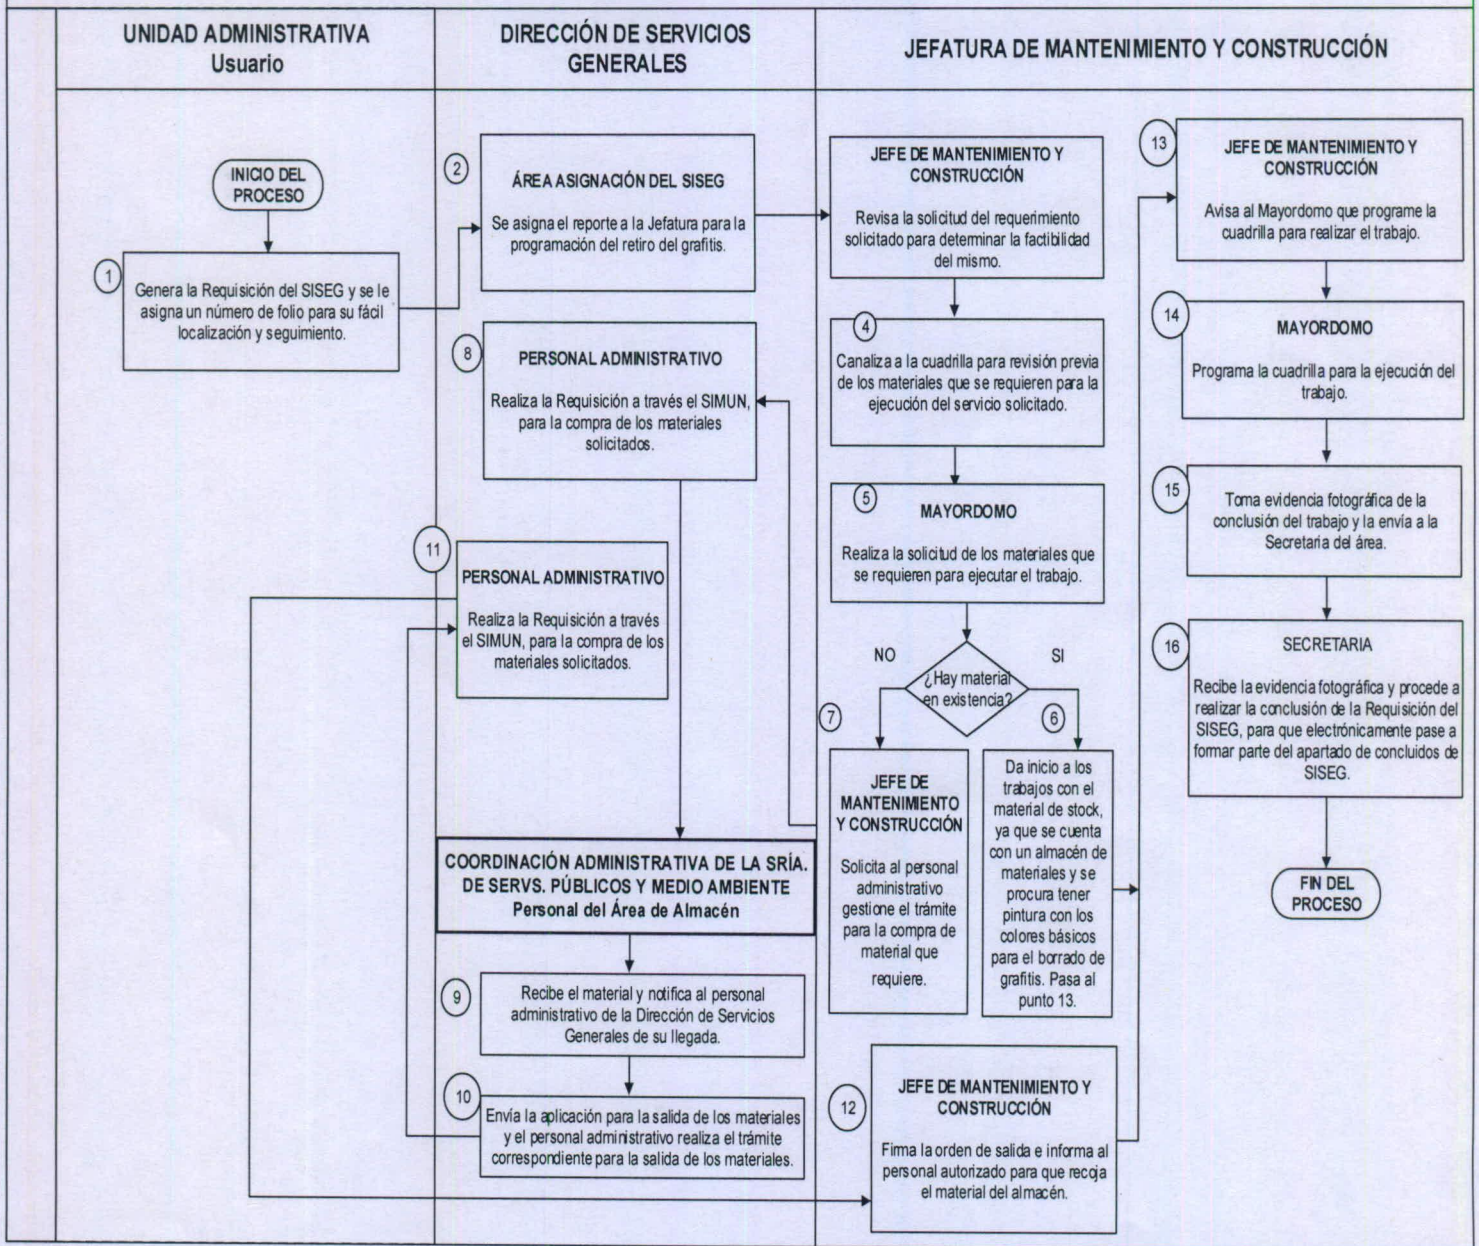 UNIDAD ADMINISTRATIVA
Usuario
DIRECCIÓN DE SERVICIOS
GENERALES
JEFATURA DE MANTENIMIENTO Y CONSTRUCCIÓN
INICIO DEL
PROCESO
1
Genera la Requisición del SISEG y se le
asigna un número de folio para su fácil
localización y seguimiento.
2
ÁREA ASIGNACIÓN DEL SISEG
Se asigna el reporte a la Jefatura para la
programación del retiro del grafitis.
JEFE DE MANTENIMIENTO Y
CONSTRUCCIÓN
Revisa la solicitud del requerimiento
solicitado para determinar la factibilidad
del mismo.
4
Canaliza a la cuadrilla para revisión previa
de los materiales que se requieren para la
ejecución del servicio solicitado.
5
MAYORDOMO
Realiza la solicitud de los materiales que
se requieren para ejecutar el trabajo.
¿Hay material
en existencia?
NO
SI
6
Da inicio a los
trabajos con el
material de stock,
ya que se cuenta
con un almacén de
materiales y se
procura tener
pintura con los
colores básicos
para el borrado de
grafitis. Pasa al
punto 13.
7
JEFE DE
MANTENIMIENTO
Y CONSTRUCCIÓN
Solicita al personal
administrativo
gestione el trámite
para la compra de
material que
requiere.
8
PERSONAL ADMINISTRATIVO
Realiza la Requisición a través el SIMUN,
para la compra de los materiales
solicitados.
COORDINACIÓN ADMINISTRATIVA DE LA SRÍA.
DE SERVS. PÚBLICOS Y MEDIO AMBIENTE
Personal del Área de Almacén
9
Recibe el material y notifica al personal
administrativo de la Dirección de Servicios
Generales de su llegada.
10
Envía la aplicación para la salida de los materiales
y el personal administrativo realiza el trámite
correspondiente para la salida de los materiales.
11
PERSONAL ADMINISTRATIVO
Realiza la Requisición a través
el SIMUN, para la compra de los
materiales solicitados.
12
JEFE DE MANTENIMIENTO Y
CONSTRUCCIÓN
Firma la orden de salida e informa al
personal autorizado para que recoja
el material del almacén.
13
JEFE DE MANTENIMIENTO Y
CONSTRUCCIÓN
Avisa al Mayordomo que programe la
cuadrilla para realizar el trabajo.
14
MAYORDOMO
Programa la cuadrilla para la ejecución del
trabajo.
15
Toma evidencia fotográfica de la
conclusión del trabajo y la envía a la
Secretaria del área.
16
SECRETARIA
Recibe la evidencia fotográfica y procede a
realizar la conclusión de la Requisición del
SISEG, para que electrónicamente pase a
formar parte del apartado de concluidos de
SISEG.
FIN DEL
PROCESO